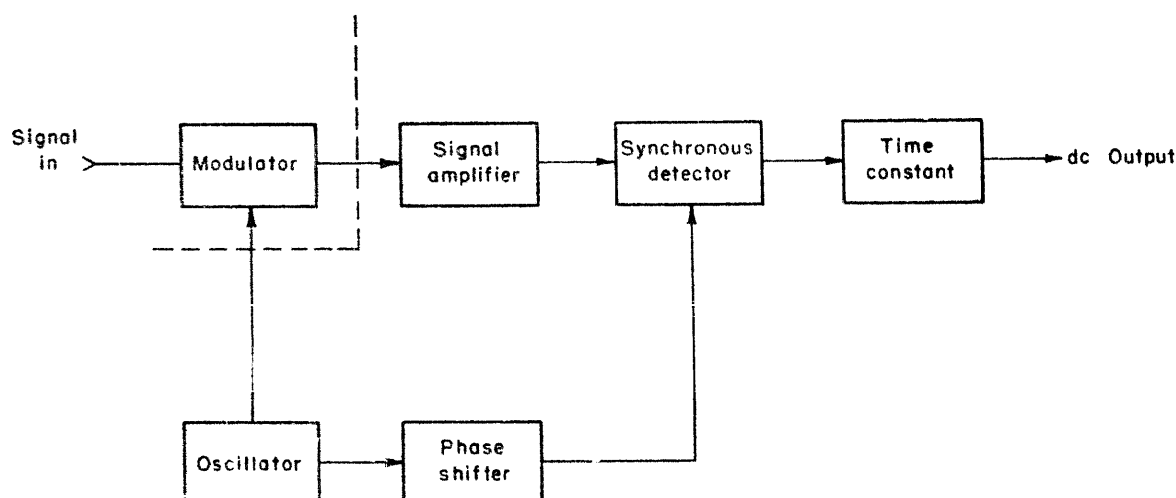 Signal
in
Modulator
Signal
amplifier
Synchronous
detector
Time
constant
dc Output
Oscillator
Phase
shifter